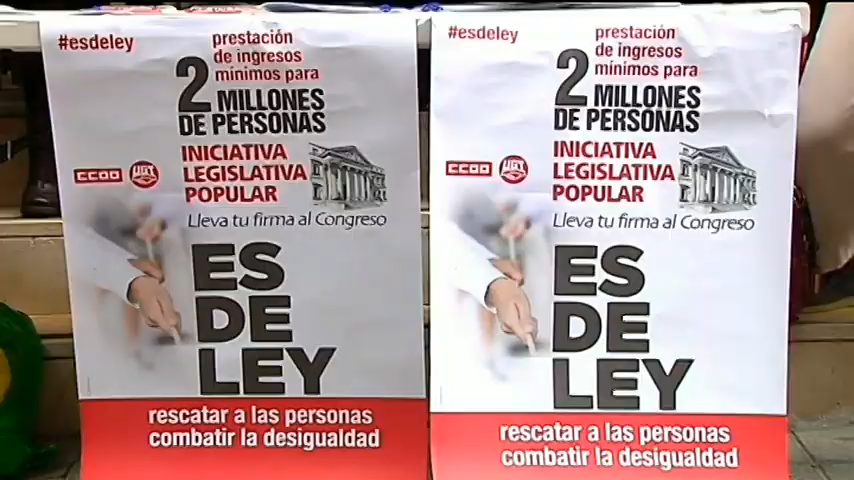 #esdeley
prestación
de ingresos
mínimos para
2 MILLONES
DE PERSONAS
INICIATIVA
LEGISLATIVA
POPULAR
CCOO UGT
Lleva tu firma al Congreso
ES
DE
LEY
rescatar a las personas
combatir la desigualdad
#esdeley
prestación
de ingresos
mínimos para
2 MILLONES
DE PERSONAS
INICIATIVA
LEGISLATIVA
POPULAR
CCOO UGT
Lleva tu firma al Congreso
ES
DE
LEY
rescatar a las personas
combatir la desigualdad